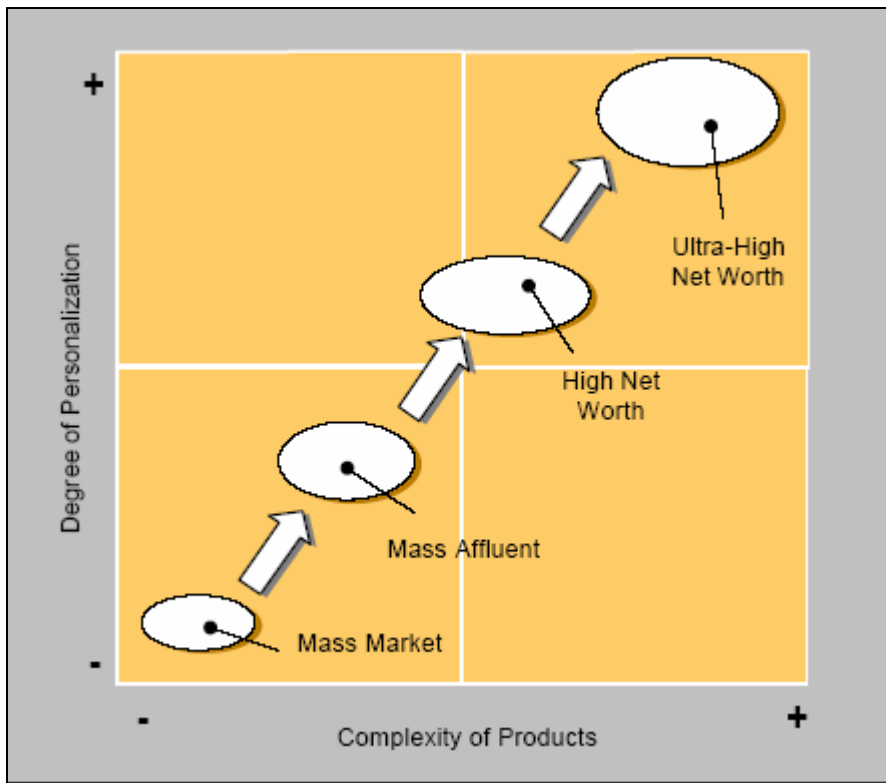 +
Ultra-High
Net Worth
High Net
Worth
Degree of Personalization
Mass Affluent
Mass Market
-
-
+
Complexity of Products